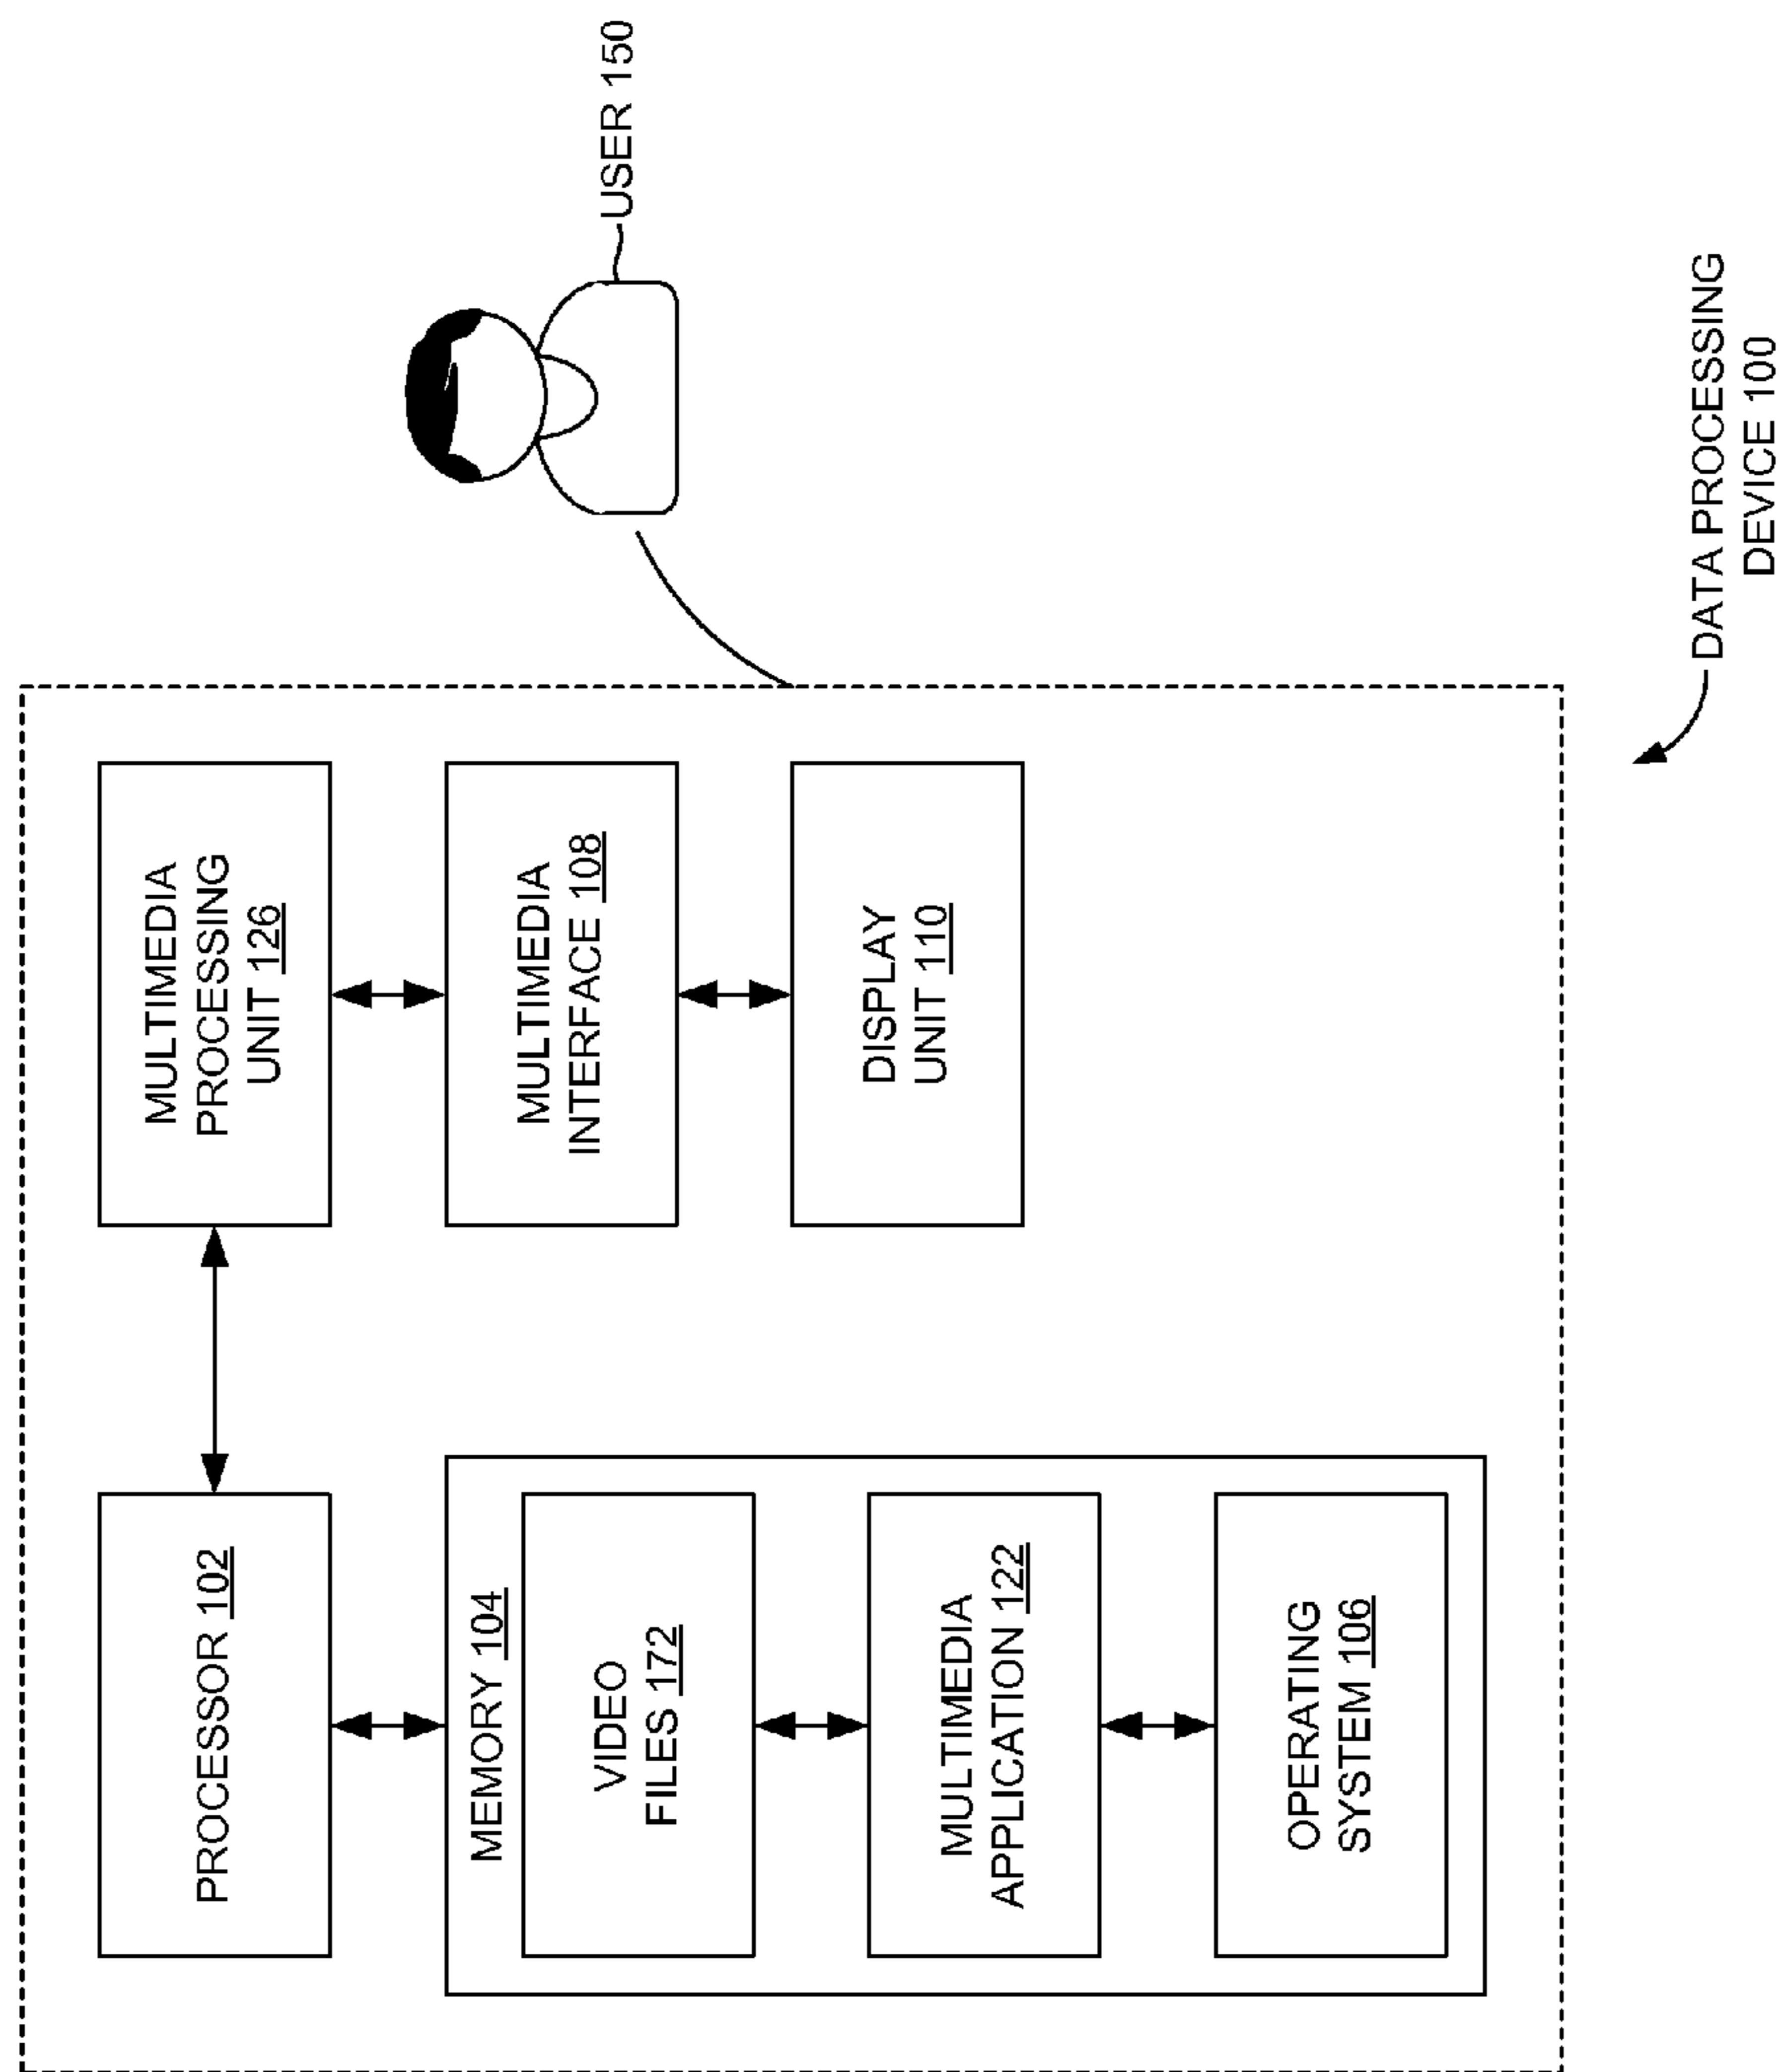 PROCESSOR 102
MEMORY 104
VIDEO
FILES 172
MULTIMEDIA
APPLICATION 122
OPERATING
SYSTEM 106
MULTIMEDIA
PROCESSING
UNIT 126
MULTIMEDIA
INTERFACE 108
DISPLAY
UNIT 110
USER 150
DATA PROCESSING
DEVICE 100